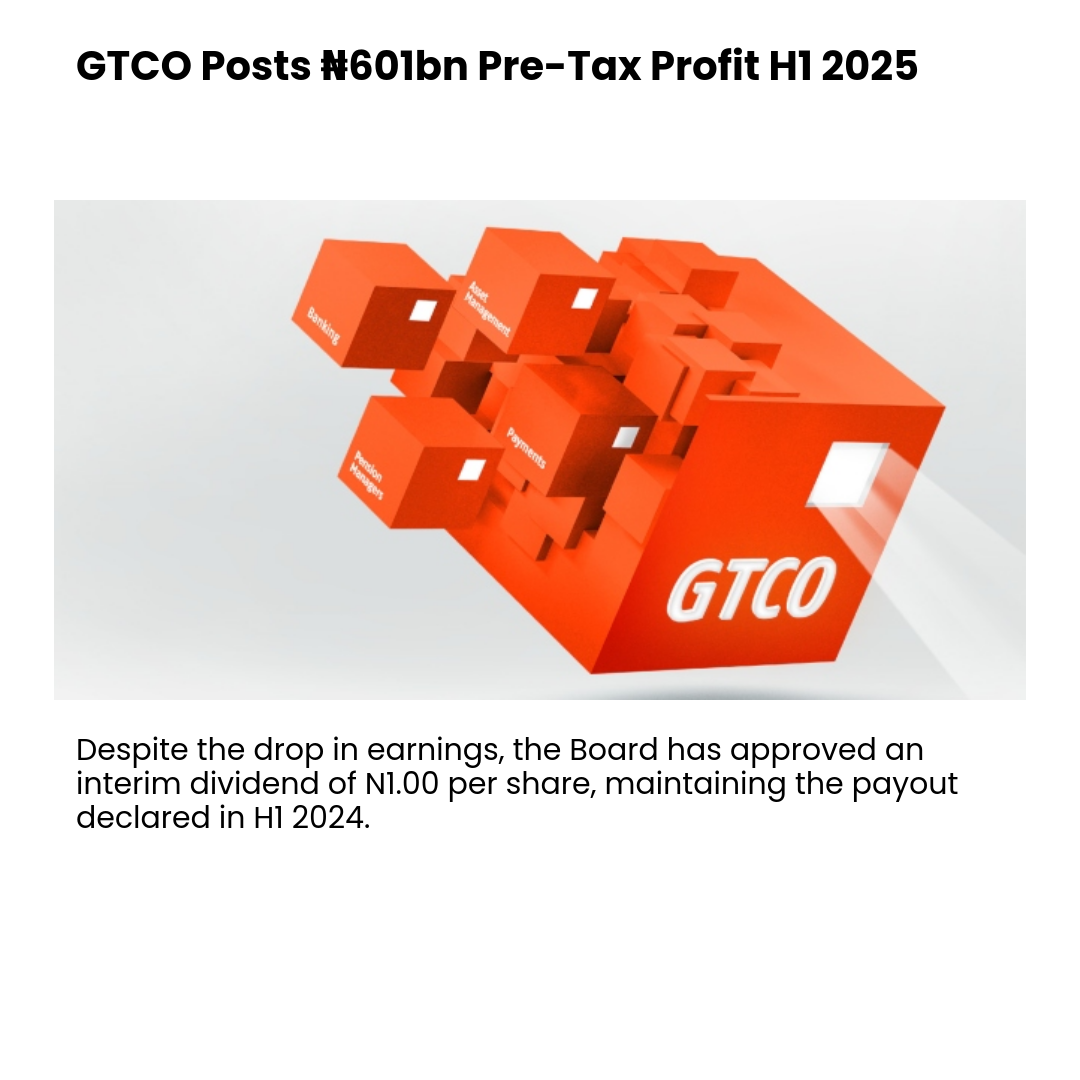 GTCO Posts ₦601bn Pre-Tax Profit H1 2025
Banking
Asset
Management
Payments
Pension
Managers
GTCO
Despite the drop in earnings, the Board has approved an
interim dividend of N1.00 per share, maintaining the payout
declared in H1 2024.